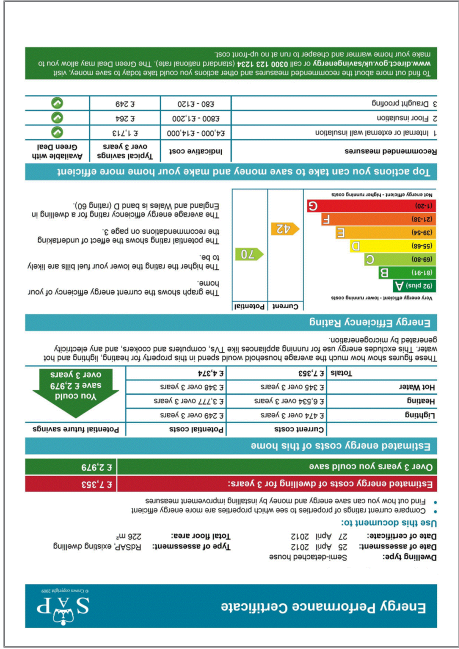 Energy Performance Certificate
SAP
© Crown copyright 2009
Dwelling type: Semi-detached house
Date of assessment: 25 April 2012 Type of assessment: RdSAP, existing dwelling
Date of certificate: 27 April 2012 Total floor area: 226 m²
Use this document to:
• Compare current ratings of properties to see which properties are more energy efficient
• Find out how you can save energy and money by installing improvement measures
Estimated energy costs of dwelling for 3 years: £ 7,353
Over 3 years you could save £ 2,979
Estimated energy costs of this home
Current costs Potential costs Potential future savings
Lighting £ 474 over 3 years £ 249 over 3 years
Heating £ 6,534 over 3 years £ 3,777 over 3 years
Hot Water £ 345 over 3 years £ 348 over 3 years
Totals £ 7,353 £ 4,374
You could
save £ 2,979
over 3 years
These figures show how much the average household would spend in this property for heating, lighting and hot
water. This excludes energy use for running appliances like TVs, computers and cookers, and any electricity
generated by microgeneration.
Energy Efficiency Rating
Current Potential
Very energy efficient - lower running costs
(92 plus) A
(81-91) B
(69-80) C
(55-68) D
(39-54) E
(21-38) F
(1-20) G
Not energy efficient - higher running costs
42
70
The graph shows the current energy efficiency of your
home.
The higher the rating the lower your fuel bills are likely
to be.
The potential rating shows the effect of undertaking
the recommendations on page 3.
The average energy efficiency rating for a dwelling in
England and Wales is band D (rating 60).
Top actions you can take to save money and make your home more efficient
Recommended measures Indicative cost Typical savings over 3 years Available with Green Deal
1 Internal or external wall insulation £4,000 - £14,000 £ 1,713
2 Floor insulation £800 - £1,200 £ 264
3 Draught proofing £80 - £120 £ 249
To find out more about the recommended measures and other actions you could take today to save money, visit
www.direct.gov.uk/savingenergy or call 0300 123 1234 (standard national rate). The Green Deal may allow you to
make your home warmer and cheaper to run at no up-front cost.